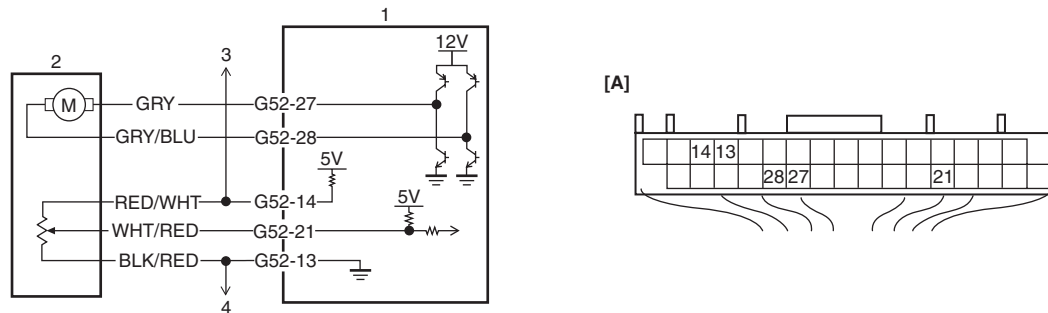 1
2
3
12V
[A]
M
GRY
G52-27
GRY/BLU
G52-28
5V
5V
RED/WHT
G52-14
WHT/RED
G52-21
BLK/RED
G52-13
4
14 13
28 27 21